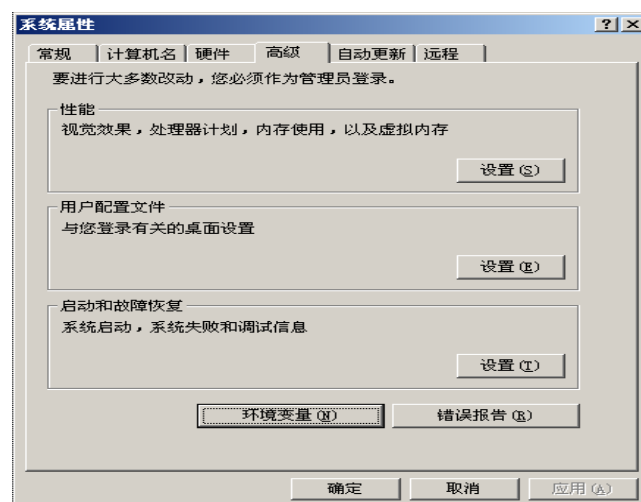 系统属性
常规 计算机名 硬件 高级 自动更新 远程
要进行大多数改动，您必须作为管理员登录。
性能
视觉效果，处理器计划，内存使用，以及虚拟内存
设置(S)
用户配置文件
与您登录有关的桌面设置
设置(E)
启动和故障恢复
系统启动，系统失败和调试信息
设置(T)
环境变量(N) 错误报告(R)
确定 取消 应用(A)